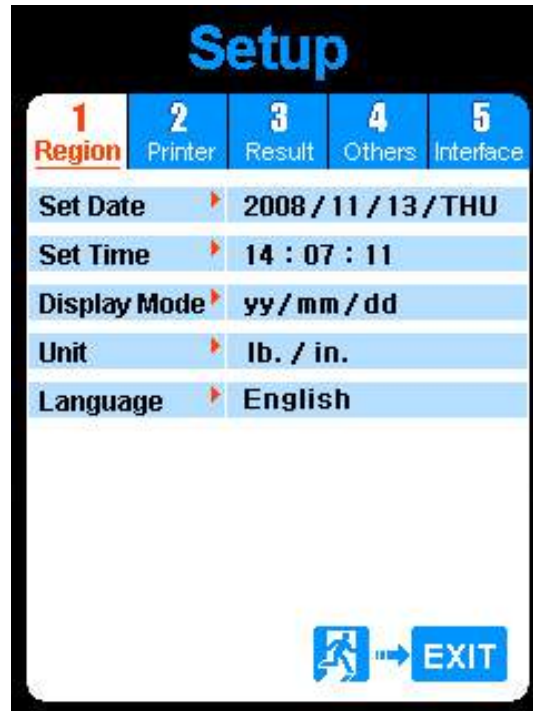 Setup
1 2 3 4 5
Region Printer Result Others Interface
Set Date 2008/11/13/THU
Set Time 14:07:11
Display Mode yy/mm/dd
Unit lb. / in.
Language English
EXIT